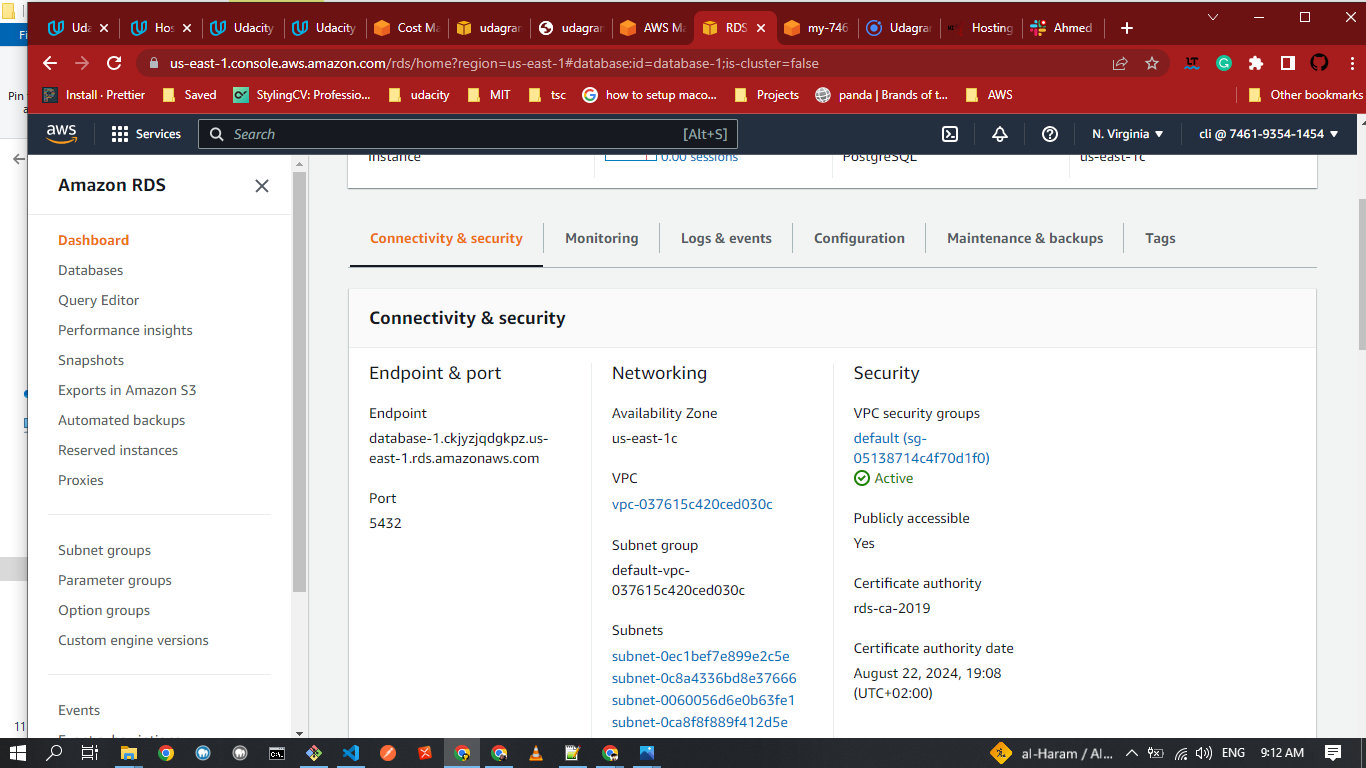 Fi
Uda
Hos
Udacity
Udacity
Cost Ma
udagran
udagran
AWS Ma
RDS
my-746
Udagran
Hosting
Ahmed
us-east-1.console.aws.amazon.com/rds/home?region=us-east-1#database:id=database-1;is-cluster=false
Pin
Install · Prettier
Saved
StylingCV: Professio...
udacity
MIT
tsc
how to setup maco...
Projects
panda | Brands of t...
AWS
Other bookmarks
aws
Services
Search
[Alt+S]
N. Virginia
cli @ 7461-9354-1454
Instance
0.00 sessions
PostgreSQL
us-east-1c
Amazon RDS
Dashboard
Databases
Query Editor
Performance insights
Snapshots
Exports in Amazon S3
Automated backups
Reserved instances
Proxies
Subnet groups
Parameter groups
Option groups
Custom engine versions
Events
Connectivity & security
Monitoring
Logs & events
Configuration
Maintenance & backups
Tags
Connectivity & security
Endpoint & port
Endpoint
database-1.ckjyzjqdgkpz.us-
east-1.rds.amazonaws.com
Port
5432
Networking
Availability Zone
us-east-1c
VPC
vpc-037615c420ced030c
Subnet group
default-vpc-
037615c420ced030c
Subnets
subnet-0ec1bef7e899e2c5e
subnet-0c8a4336bd8e37666
subnet-0060056d6e0b63fe1
subnet-0ca8f8f889f412d5e
Security
VPC security groups
default (sg-
05138714c4f70d1f0)
Active
Publicly accessible
Yes
Certificate authority
rds-ca-2019
Certificate authority date
August 22, 2024, 19:08
(UTC+02:00)
11
al-Haram / Al...
ENG
9:12 AM